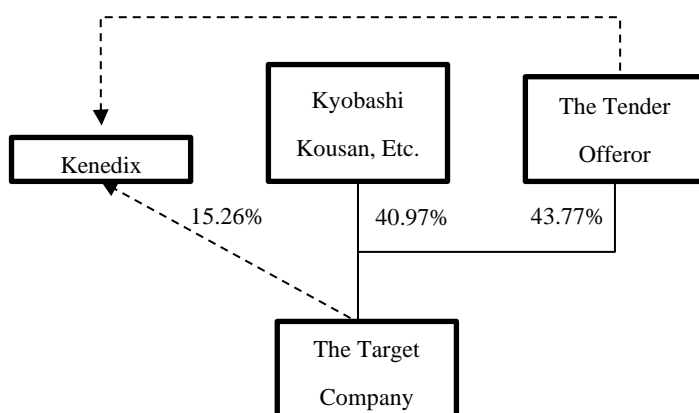 Kyobashi
Kousan, Etc.
The Tender
Offeror
Kenedix
15.26%
40.97%
43.77%
The Target
Company